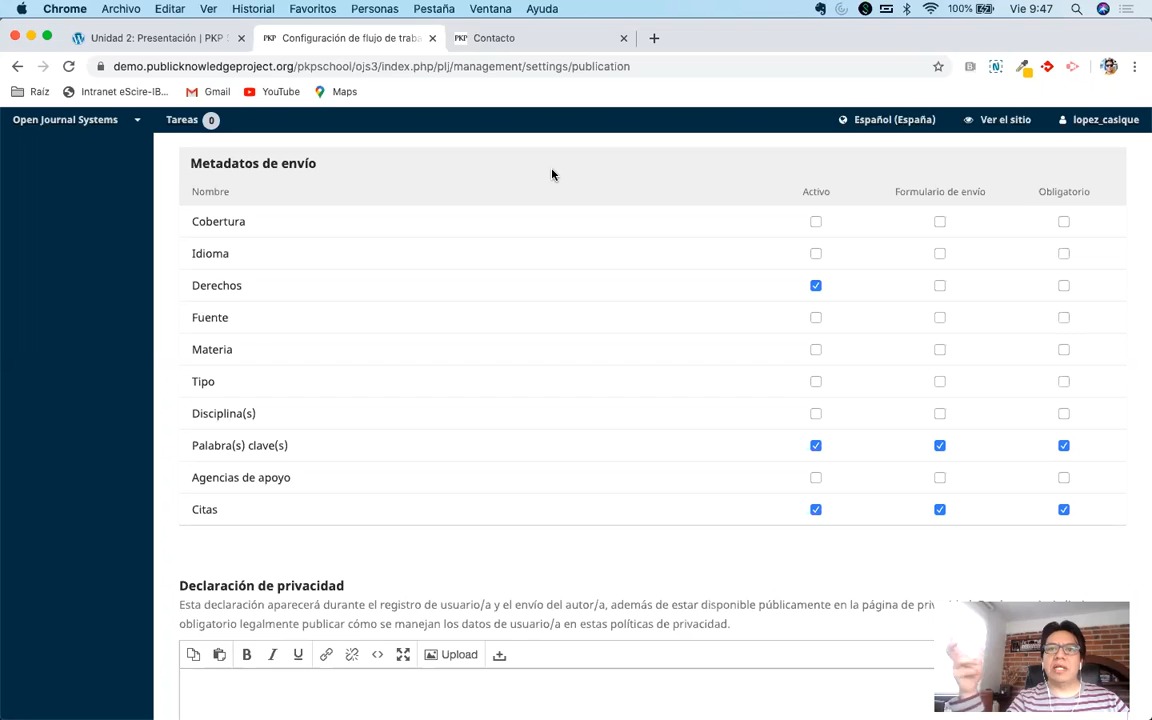 Chrome Archivo Editar Ver Historial Favoritos Personas Pestaña Ventana Ayuda 100% Vie 9:47
Unidad 2: Presentación | PKP Configuración de flujo de traba PKP Contacto
demo.publicknowledgeproject.org/pkpschool/ojs3/index.php/plj/management/settings/publication
Raíz Intranet eScire-IB... Gmail YouTube Maps
Open Journal Systems Tareas 0 Español (España) Ver el sitio lopez_casique
Metadatos de envío
Nombre Activo Formulario de envío Obligatorio
Cobertura
Idioma
Derechos
Fuente
Materia
Tipo
Disciplina(s)
Palabra(s) clave(s)
Agencias de apoyo
Citas
Declaración de privacidad
Esta declaración aparecerá durante el registro de usuario/a y el envío del autor/a, además de estar disponible públicamente en la página de
obligatorio legalmente publicar cómo se manejan los datos de usuario/a en estas políticas de privacidad.
B I U Upload